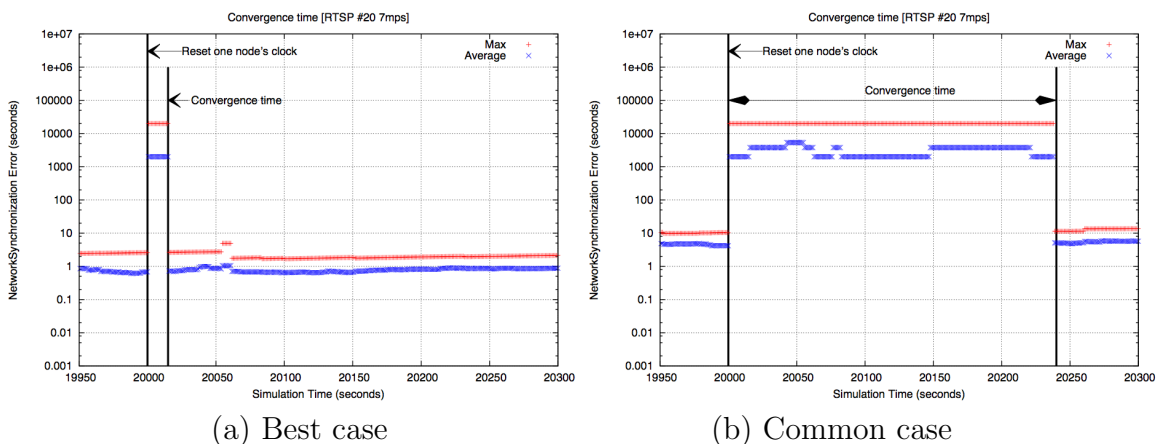 Convergence time [RTSP #20 7mps]
1e+07
1e+06
100000
10000
1000
100
10
1
0.1
0.01
0.001
NetworkSynchronization Error (seconds)
Reset one node's clock
Max
Average
Convergence time
19950 20000 20050 20100 20150 20200 20250 20300
Simulation Time (seconds)
(a) Best case
Convergence time [RTSP #20 7mps]
1e+07
1e+06
100000
10000
1000
100
10
1
0.1
0.01
0.001
NetworkSynchronization Error (seconds)
Reset one node's clock
Max
Average
Convergence time
19950 20000 20050 20100 20150 20200 20250 20300
Simulation Time (seconds)
(b) Common case